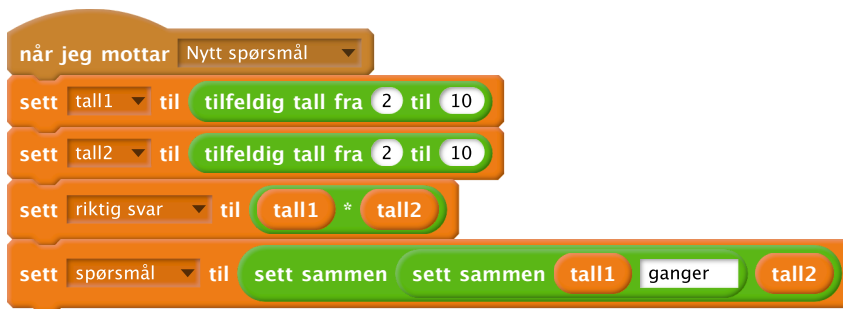 når jeg mottar Nytt spørsmål
sett tall1 til tilfeldig tall fra 2 til 10
sett tall2 til tilfeldig tall fra 2 til 10
sett riktig svar til tall1 * tall2
sett spørsmål til sett sammen sett sammen tall1 ganger tall2